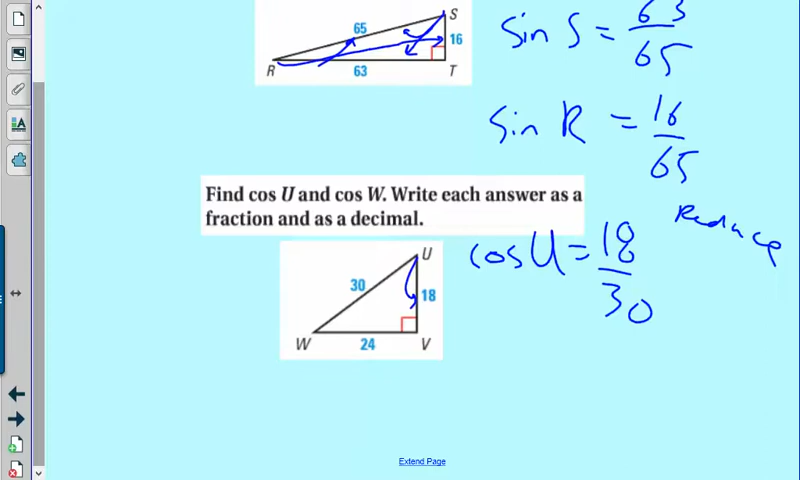 S
65
16
R
63
T
sin S = 63/65
sin R = 16/65
Find cos U and cos W. Write each answer as a
fraction and as a decimal.
Reduce
U
30
18
W
24
V
cos U = 18/30
Extend Page